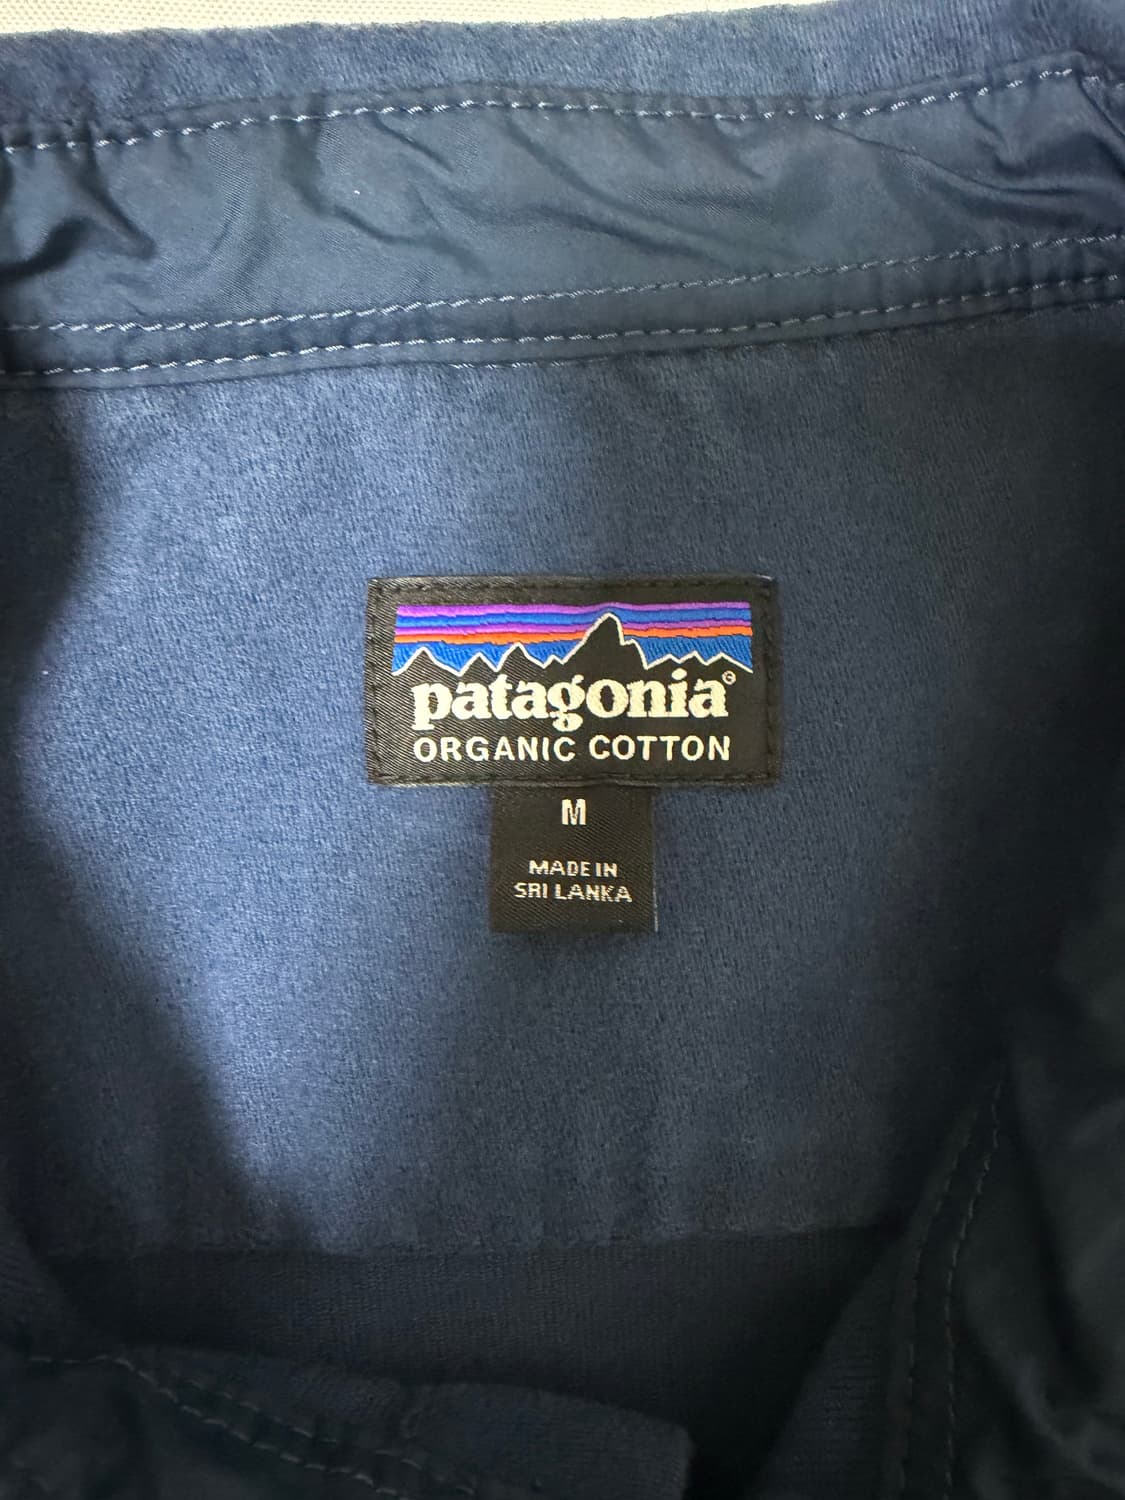 patagonia®
ORGANIC COTTON
M
MADE IN
SRI LANKA